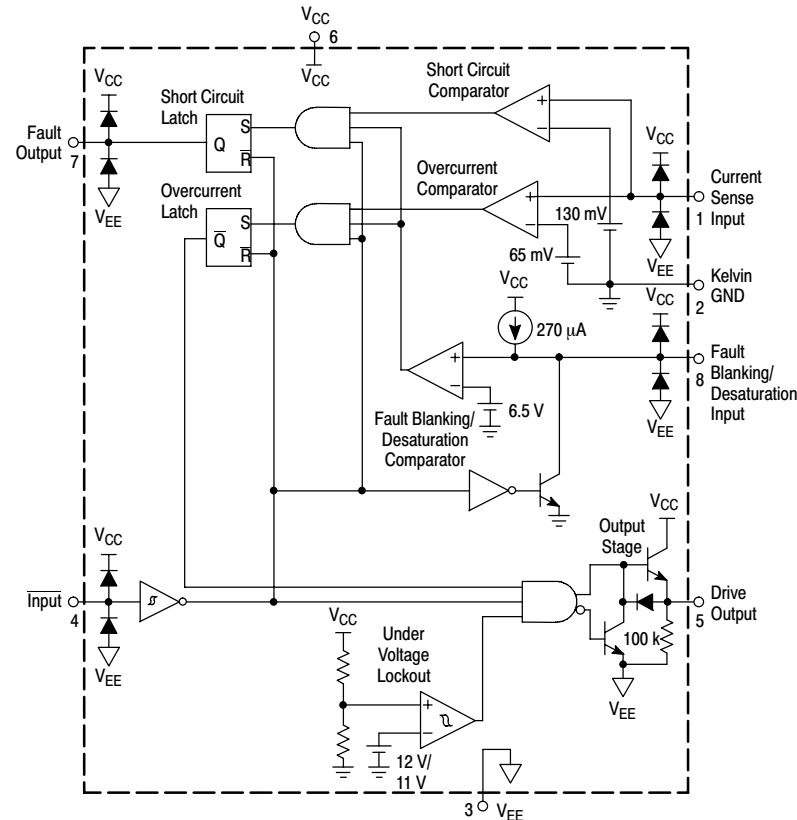 VCC
6
VCC
VCC
Short Circuit
Latch
Short Circuit
Comparator
S
Q
R̅
+
−
VCC
Fault
Output
7
VEE
Overcurrent
Latch
Overcurrent
Comparator
S
Q̅
R̅
+
−
130 mV
65 mV
Current
Sense
Input
1
VEE
Kelvin
GND
2
VCC
VCC
270 µA
+
−
6.5 V
Fault
Blanking/
Desaturation
Input
8
VEE
Fault Blanking/
Desaturation
Comparator
VCC
Output
Stage
VCC
I̅n̅p̅u̅t̅
4
VEE
Drive
Output
5
100 k
VEE
VCC
Under
Voltage
Lockout
+
−
12 V/
11 V
3
VEE